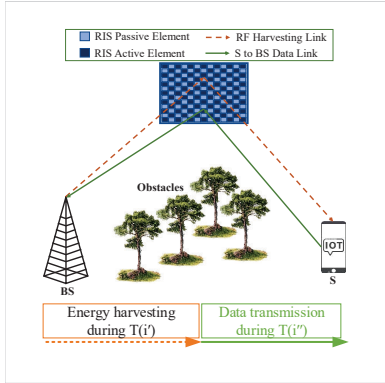 RIS Passive Element
RF Harvesting Link
RIS Active Element
S to BS Data Link
Obstacles
IOT
BS
S
Energy harvesting
during T(i′)
Data transmission
during T(i″)